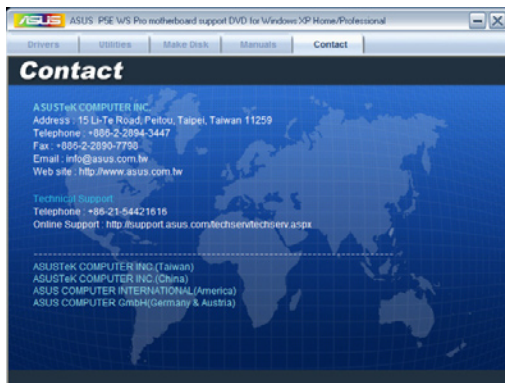 ASUS ASUS P5E WS Pro motherboard support DVD for Windows XP Home/Professional
Drivers Utilities Make Disk Manuals Contact
Contact
ASUSTeK COMPUTER INC.
Address : 15 Li-Te Road, Peitou, Taipei, Taiwan 11259
Telephone : +886-2-2894-3447
Fax : +886-2-2890-7798
Email : info@asus.com.tw
Web site : http://www.asus.com.tw
Technical Support
Telephone : +86-21-54421616
Online Support : http://support.asus.com/techserv/techserv.aspx
ASUSTeK COMPUTER INC.(Taiwan)
ASUSTeK COMPUTER INC.(China)
ASUS COMPUTER INTERNATIONAL(America)
ASUS COMPUTER GmbH(Germany & Austria)